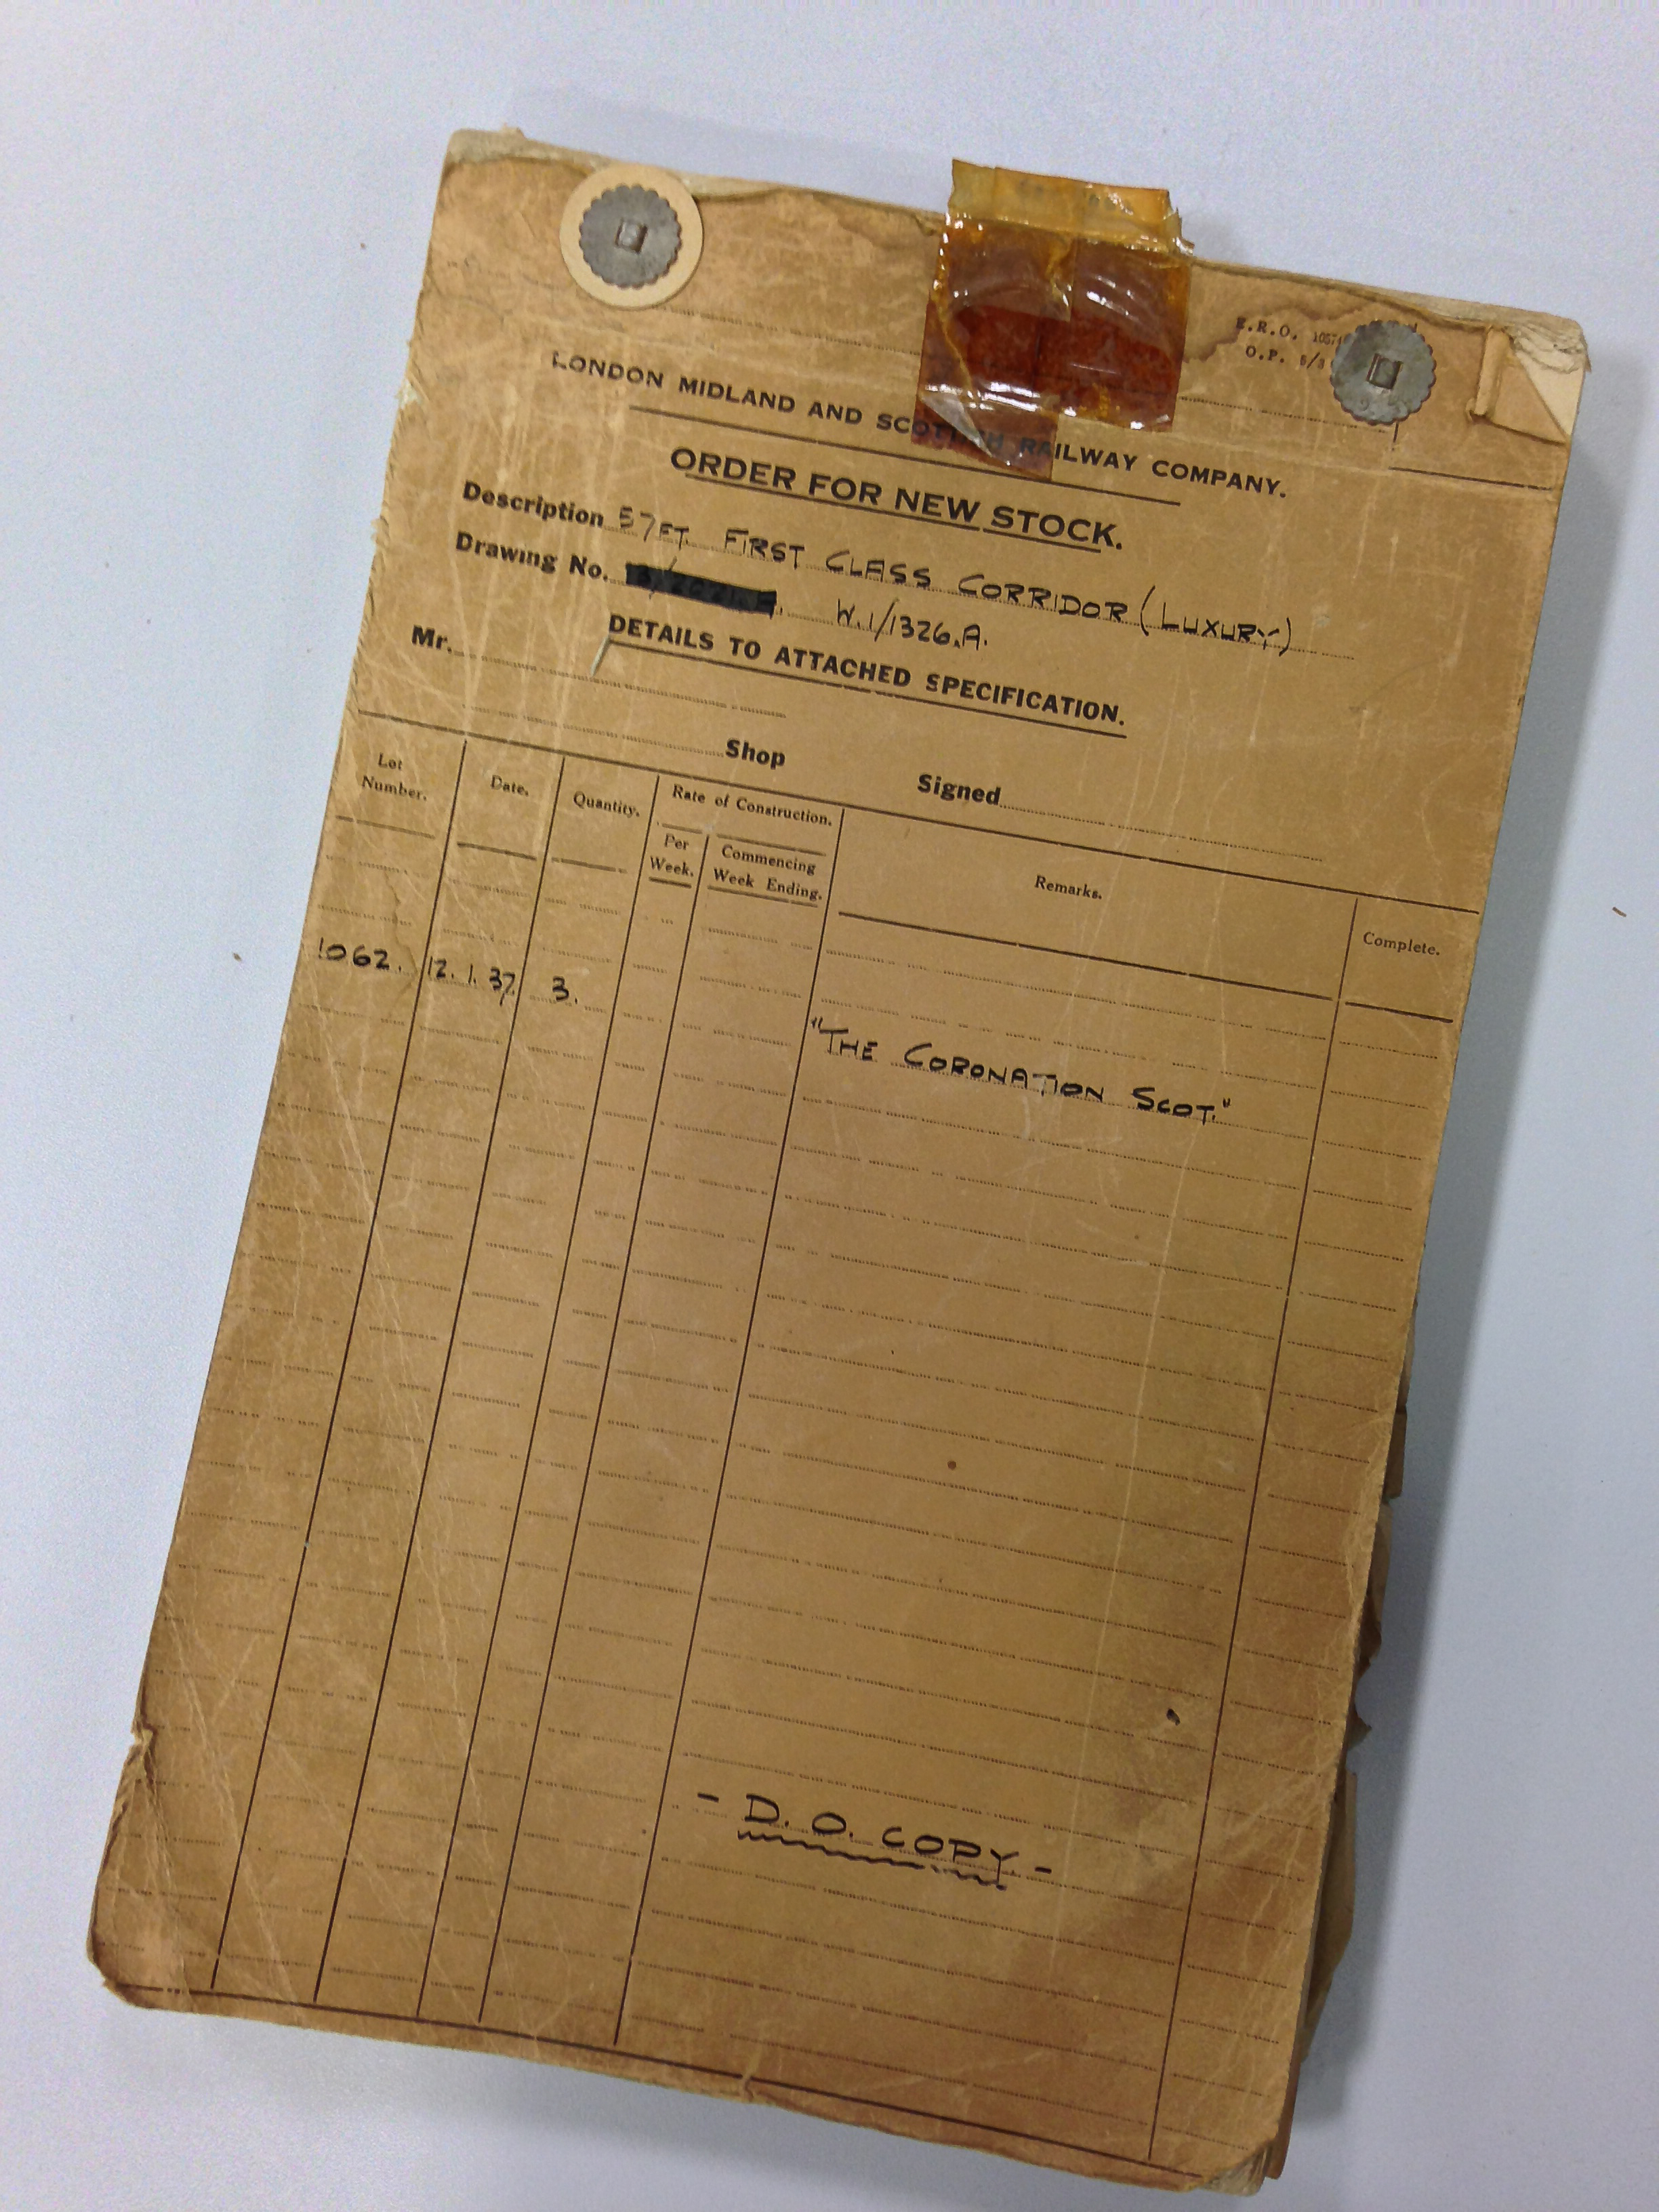 E.R.O.
O.P. 5/3
LONDON MIDLAND AND SCOTTISH RAILWAY COMPANY.
ORDER FOR NEW STOCK.
Description 57FT. FIRST CLASS CORRIDOR (LUXURY)
Drawing No. W.1/1326.A.
DETAILS TO ATTACHED SPECIFICATION.
Mr.
Shop Signed
Lot Number. Date. Quantity. Rate of Construction. Per Week. Commencing Week Ending. Remarks. Complete.
1062. 12.1.37. 3. "THE CORONATION SCOT."
- D.O. COPY -